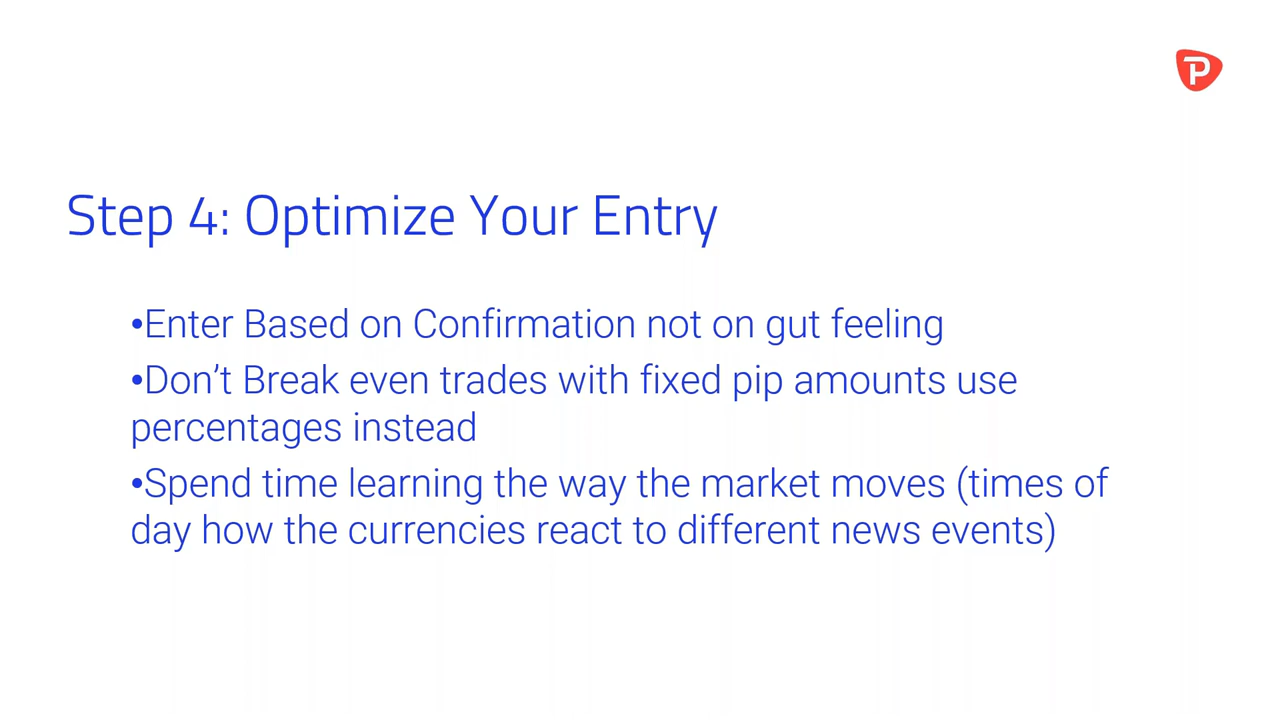 Step 4: Optimize Your Entry
•Enter Based on Confirmation not on gut feeling
•Don’t Break even trades with fixed pip amounts use
percentages instead
•Spend time learning the way the market moves (times of
day how the currencies react to different news events)